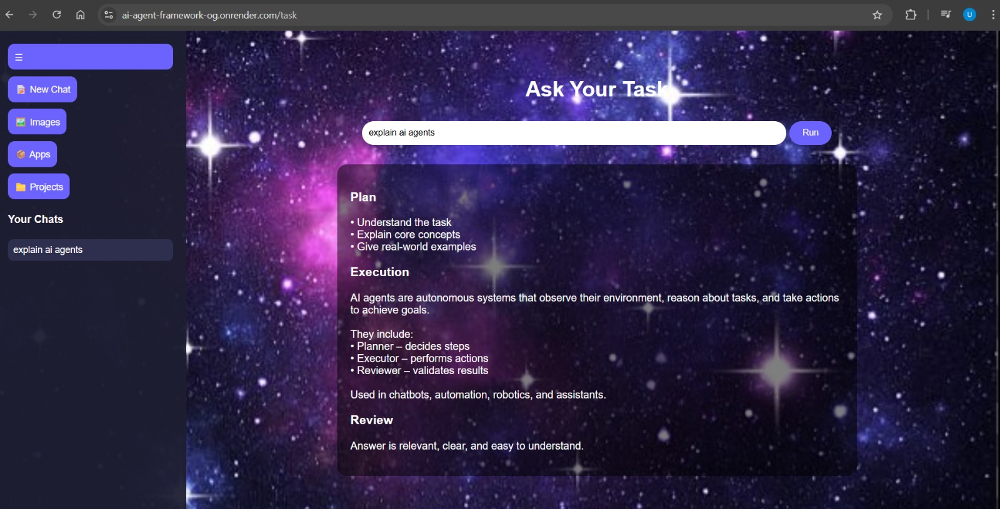 ai-agent-framework-og.onrender.com/task
U
☰
New Chat
Images
Apps
Projects
Your Chats
explain ai agents
Ask Your Task
explain ai agents
Run
Plan
• Understand the task
• Explain core concepts
• Give real-world examples
Execution
AI agents are autonomous systems that observe their environment, reason about tasks, and take actions
to achieve goals.
They include:
• Planner – decides steps
• Executor – performs actions
• Reviewer – validates results
Used in chatbots, automation, robotics, and assistants.
Review
Answer is relevant, clear, and easy to understand.